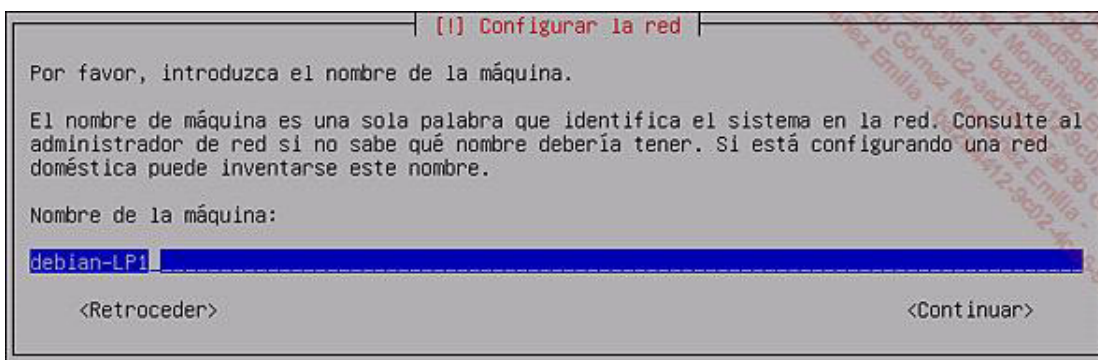 [!] Configurar la red
Por favor, introduzca el nombre de la máquina.
El nombre de máquina es una sola palabra que identifica el sistema en la red. Consulte al
administrador de red si no sabe qué nombre debería tener. Si está configurando una red
doméstica puede inventarse este nombre.
Nombre de la máquina:
debian-LP1
<Retroceder> <Continuar>